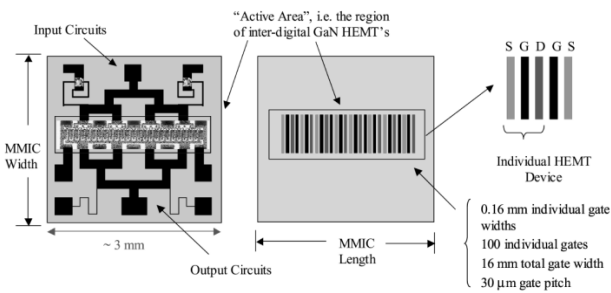 Input Circuits
“Active Area”, i.e. the region
of inter-digital GaN HEMT's
S G D G S
MMIC
Width
Individual HEMT
Device
~ 3 mm
Output Circuits
MMIC
Length
0.16 mm individual gate
widths
100 individual gates
16 mm total gate width
30 μm gate pitch